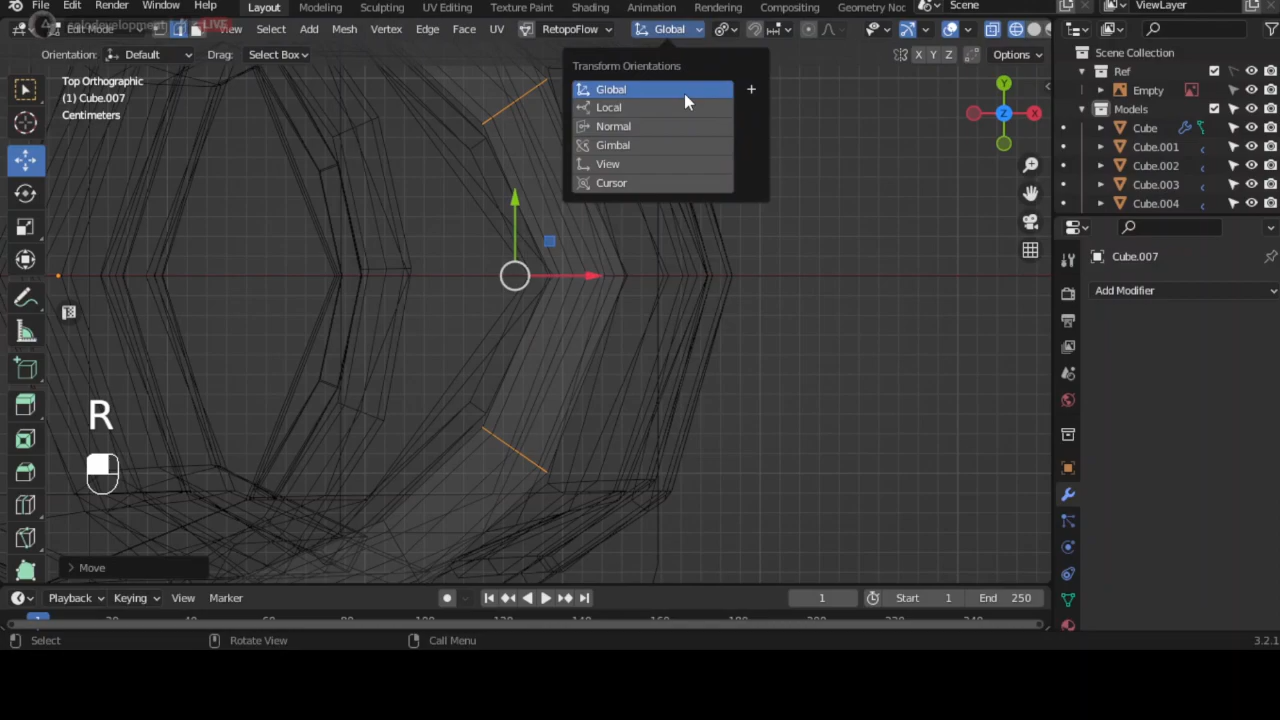 File Edit Render Window Help Layout Modeling Sculpting UV Editing Texture Paint Shading Animation Rendering Compositing Geometry Noc Scene ViewLayer
Edit Mode LIVE View Select Add Mesh Vertex Edge Face UV RetopoFlow Global
Orientation: Default Drag: Select Box X Y Z Options
Scene Collection
Ref
Empty
Models
Cube
Cube.001
Cube.002
Cube.003
Cube.004
Top Orthographic
(1) Cube.007
Centimeters
Transform Orientations
Global
Local
Normal
Gimbal
View
Cursor
Y
Z X
Cube.007
Add Modifier
R
Move
Playback Keying View Marker 1 Start 1 End 250
Select Rotate View Call Menu 3.2.1